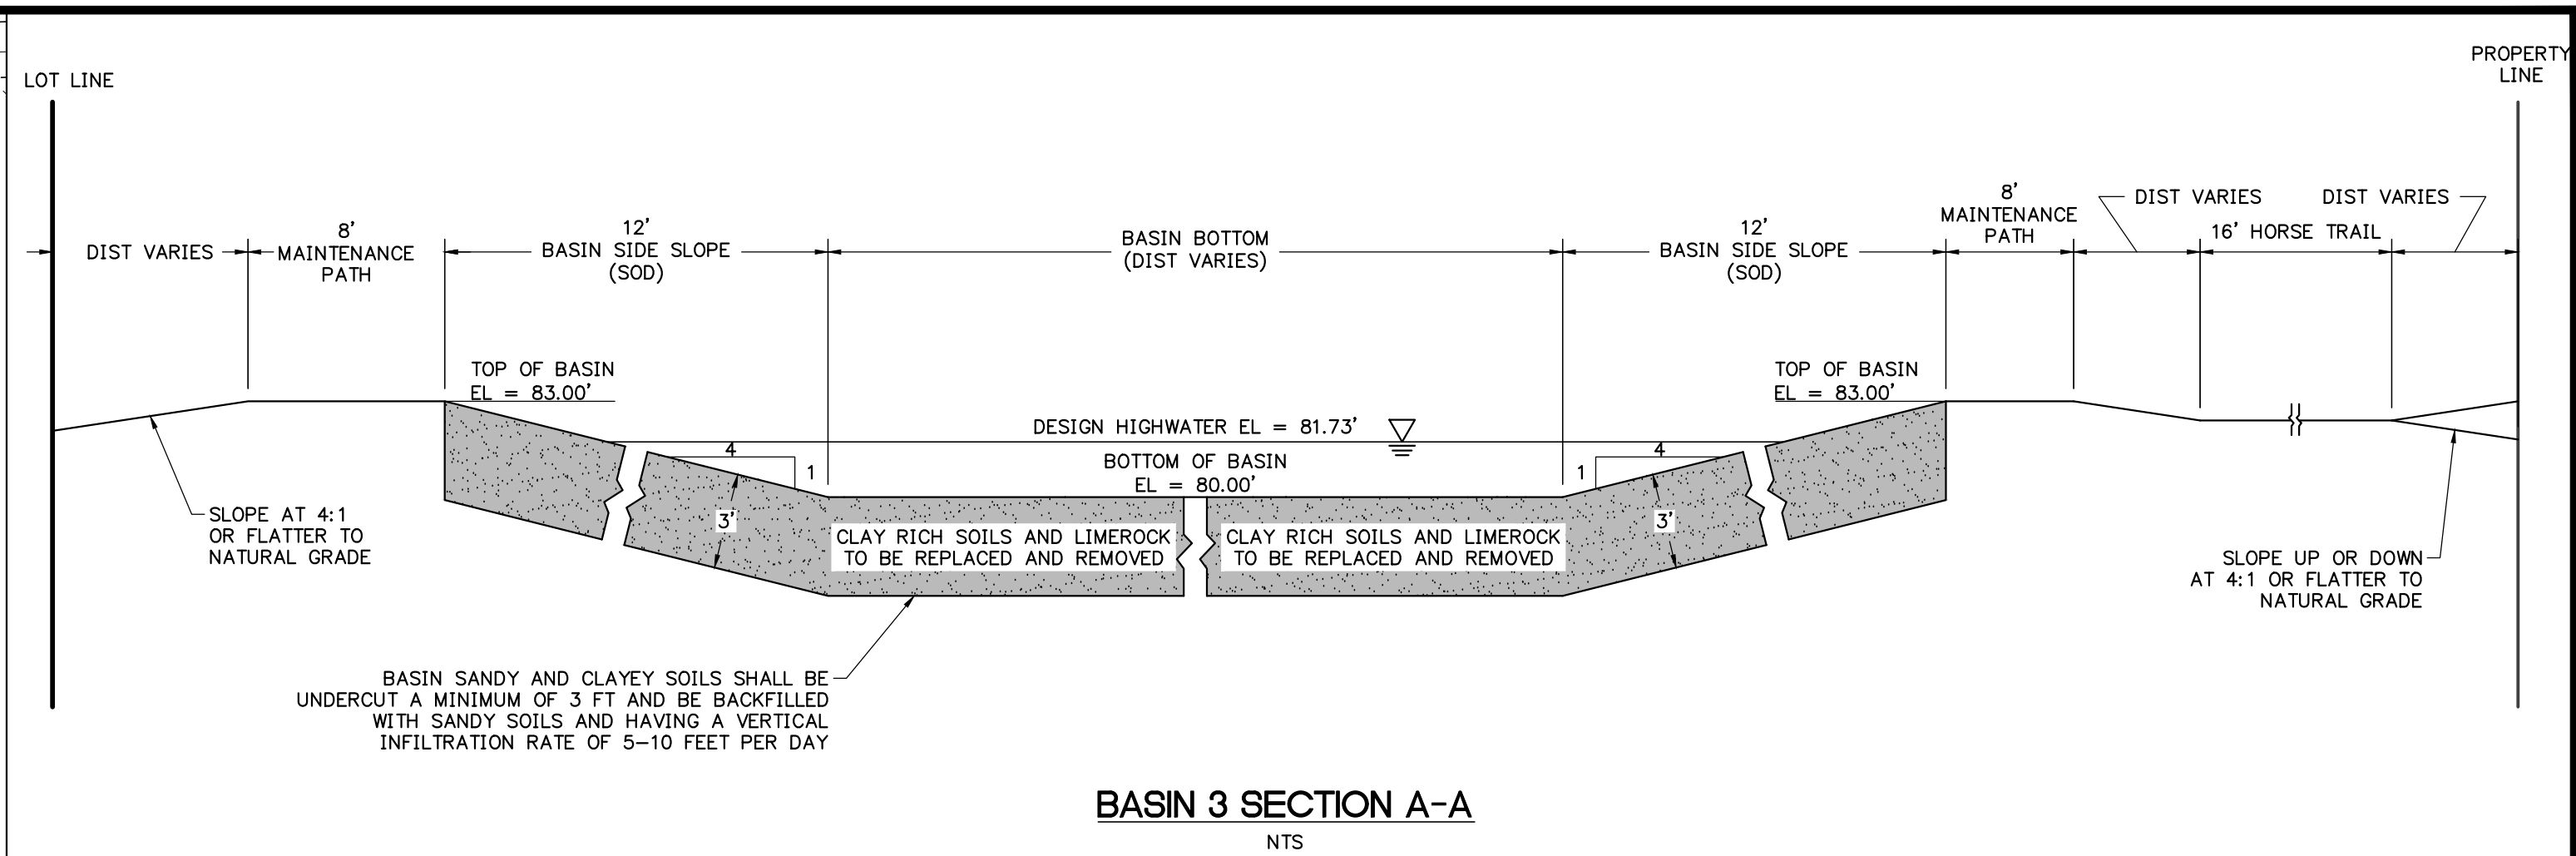 LOT LINE
PROPERTY
LINE
DIST VARIES
8'
MAINTENANCE
PATH
12'
BASIN SIDE SLOPE
(SOD)
BASIN BOTTOM
(DIST VARIES)
12'
BASIN SIDE SLOPE
(SOD)
8'
MAINTENANCE
PATH
DIST VARIES
16' HORSE TRAIL
DIST VARIES
TOP OF BASIN
EL = 83.00'
TOP OF BASIN
EL = 83.00'
DESIGN HIGHWATER EL = 81.73'
4
1
BOTTOM OF BASIN
EL = 80.00'
1
4
3'
3'
CLAY RICH SOILS AND LIMEROCK
TO BE REPLACED AND REMOVED
CLAY RICH SOILS AND LIMEROCK
TO BE REPLACED AND REMOVED
SLOPE AT 4:1
OR FLATTER TO
NATURAL GRADE
SLOPE UP OR DOWN
AT 4:1 OR FLATTER TO
NATURAL GRADE
BASIN SANDY AND CLAYEY SOILS SHALL BE
UNDERCUT A MINIMUM OF 3 FT AND BE BACKFILLED
WITH SANDY SOILS AND HAVING A VERTICAL
INFILTRATION RATE OF 5-10 FEET PER DAY
BASIN 3 SECTION A-A
NTS